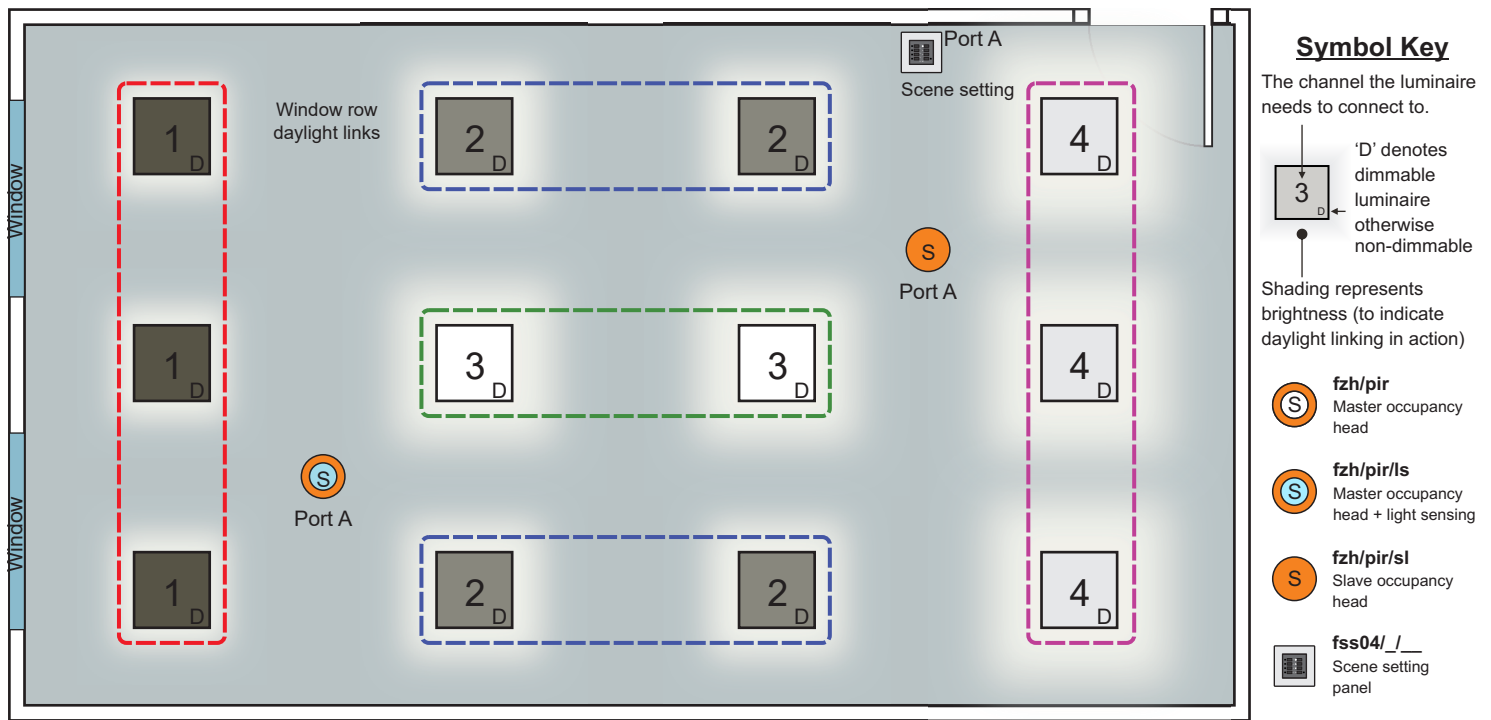 Port A
Scene setting
Window row
daylight links
1
D
2
D
2
D
4
D
Window
S
Port A
1
D
3
D
3
D
4
D
S
Port A
Window
1
D
2
D
2
D
4
D
Symbol Key
The channel the luminaire
needs to connect to.
3
D
‘D’ denotes
dimmable
luminaire
otherwise
non-dimmable
Shading represents
brightness (to indicate
daylight linking in action)
S
fzh/pir
Master occupancy
head
S
fzh/pir/ls
Master occupancy
head + light sensing
S
fzh/pir/sl
Slave occupancy
head
fss04/_/__
Scene setting
panel